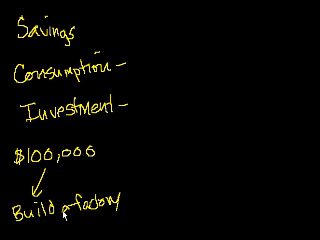 Savings
Consumption -
Investment -
$100,000
Build a factory